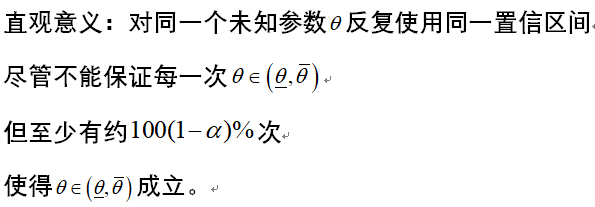 直观意义：对同一个未知参数θ反复使用同一置信区间
尽管不能保证每一次θ∈(θ̲,θ̄)↵
但至少有约100(1−α)%次↵
使得θ∈(θ̲,θ̄)成立。↵